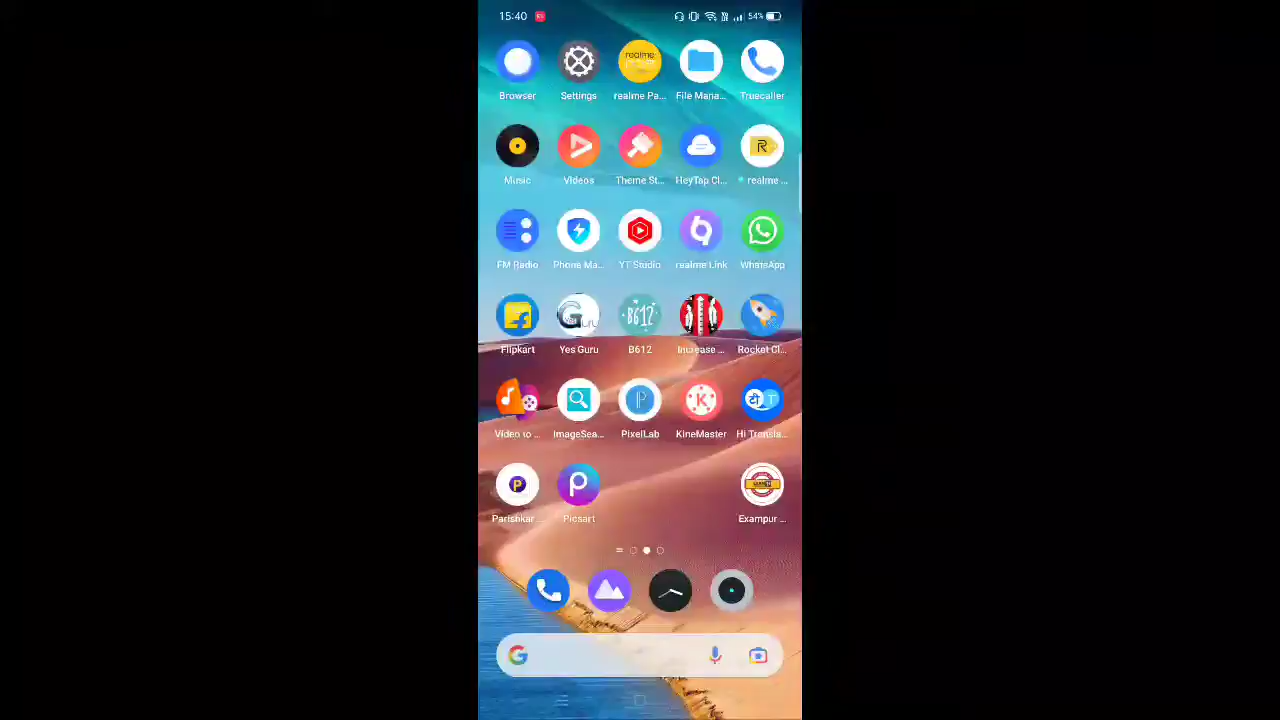 15:40 54%
Browser Settings realme Pa... File Mana... Truecaller
Music Videos Theme St... HeyTap Cl... realme ...
FM Radio Phone Ma... YT Studio realme Link WhatsApp
B612
Flipkart Yes Guru B612 Increase ... Rocket Cl...
Video to ... ImageSea... PixelLab KineMaster Hi Transla...
Parishkar ... Picsart Exampur ...